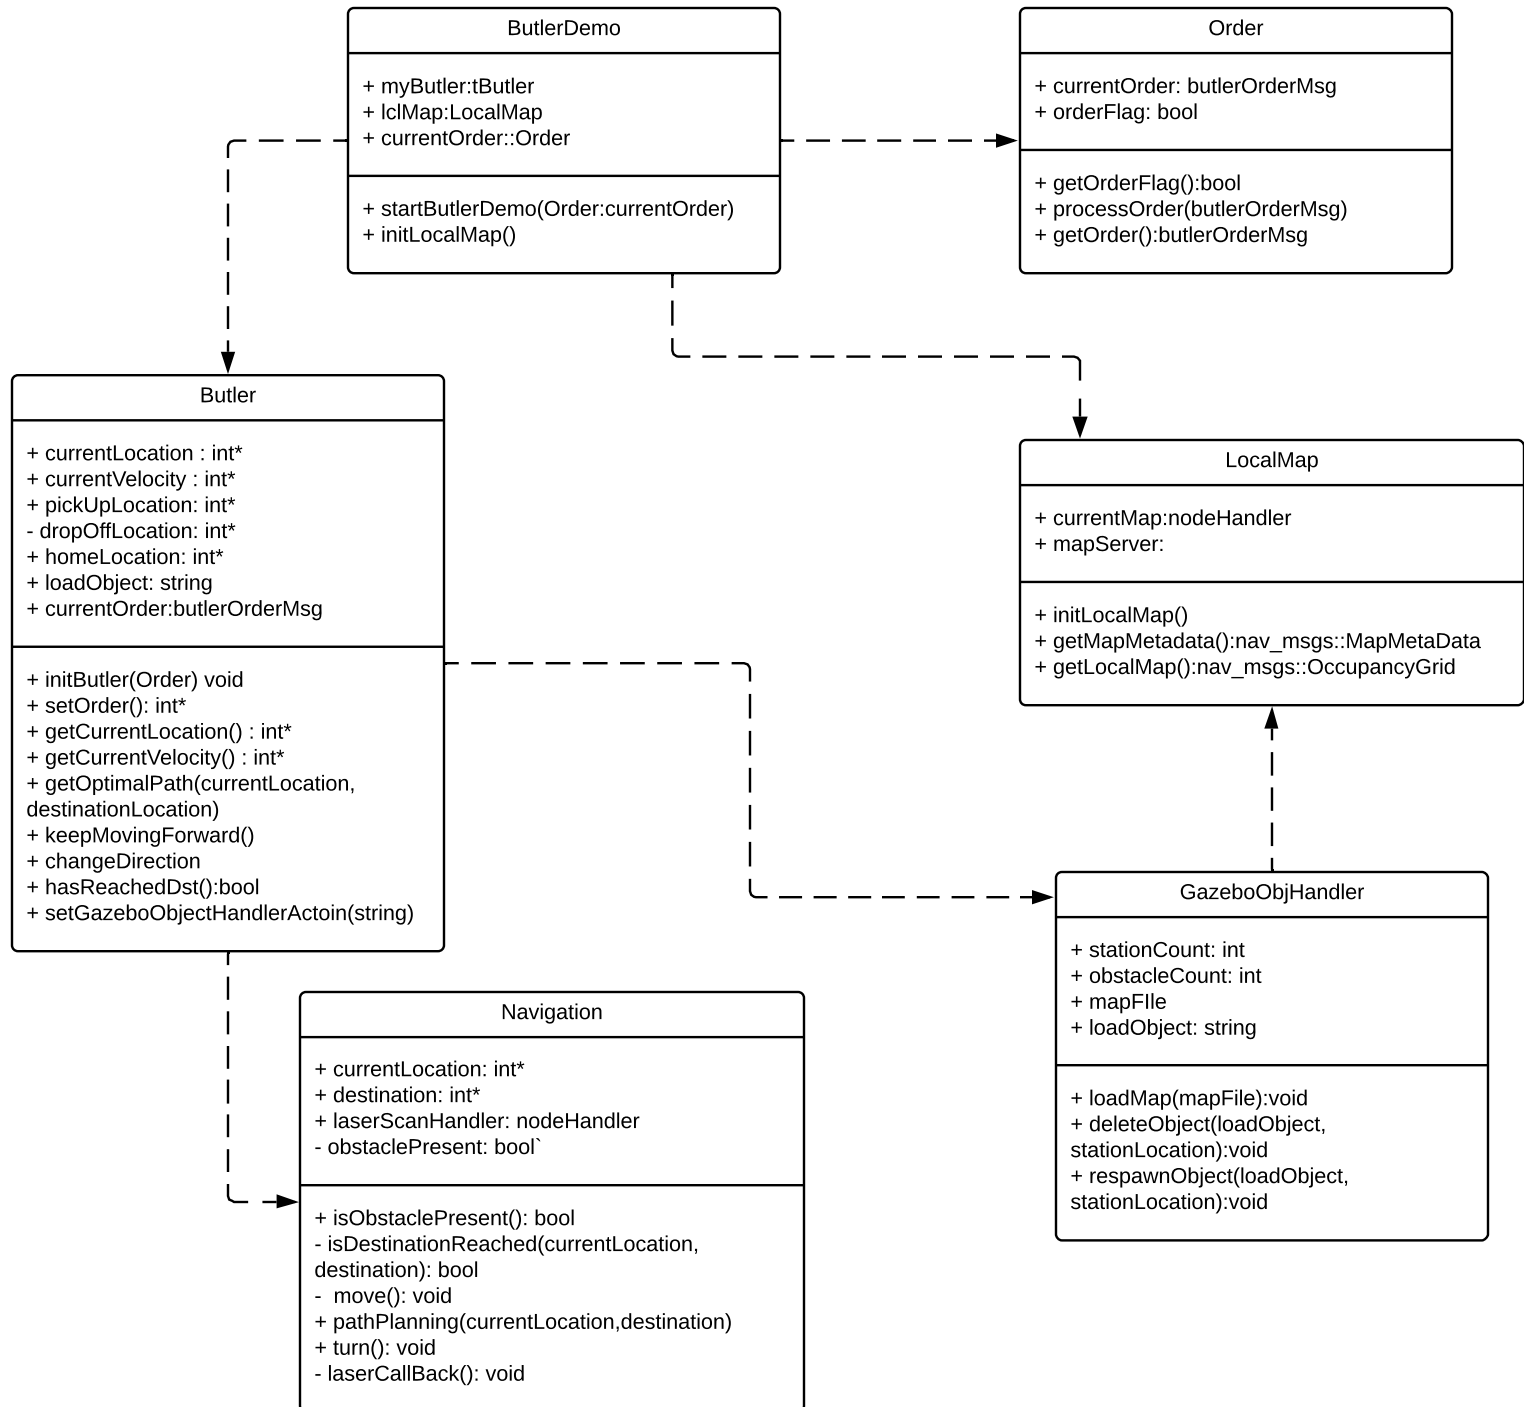 ButlerDemo
+ myButler:tButler
+ lclMap:LocalMap
+ currentOrder::Order
+ startButlerDemo(Order:currentOrder)
+ initLocalMap()
Order
+ currentOrder: butlerOrderMsg
+ orderFlag: bool
+ getOrderFlag():bool
+ processOrder(butlerOrderMsg)
+ getOrder():butlerOrderMsg
Butler
+ currentLocation : int*
+ currentVelocity : int*
+ pickUpLocation: int*
- dropOffLocation: int*
+ homeLocation: int*
+ loadObject: string
+ currentOrder:butlerOrderMsg
+ initButler(Order) void
+ setOrder(): int*
+ getCurrentLocation() : int*
+ getCurrentVelocity() : int*
+ getOptimalPath(currentLocation,
destinationLocation)
+ keepMovingForward()
+ changeDirection
+ hasReachedDst():bool
+ setGazeboObjectHandlerActoin(string)
LocalMap
+ currentMap:nodeHandler
+ mapServer:
+ initLocalMap()
+ getMapMetadata():nav_msgs::MapMetaData
+ getLocalMap():nav_msgs::OccupancyGrid
GazeboObjHandler
+ stationCount: int
+ obstacleCount: int
+ mapFIle
+ loadObject: string
+ loadMap(mapFile):void
+ deleteObject(loadObject,
stationLocation):void
+ respawnObject(loadObject,
stationLocation):void
Navigation
+ currentLocation: int*
+ destination: int*
+ laserScanHandler: nodeHandler
- obstaclePresent: bool`
+ isObstaclePresent(): bool
- isDestinationReached(currentLocation,
destination): bool
-  move(): void
+ pathPlanning(currentLocation,destination)
+ turn(): void
- laserCallBack(): void